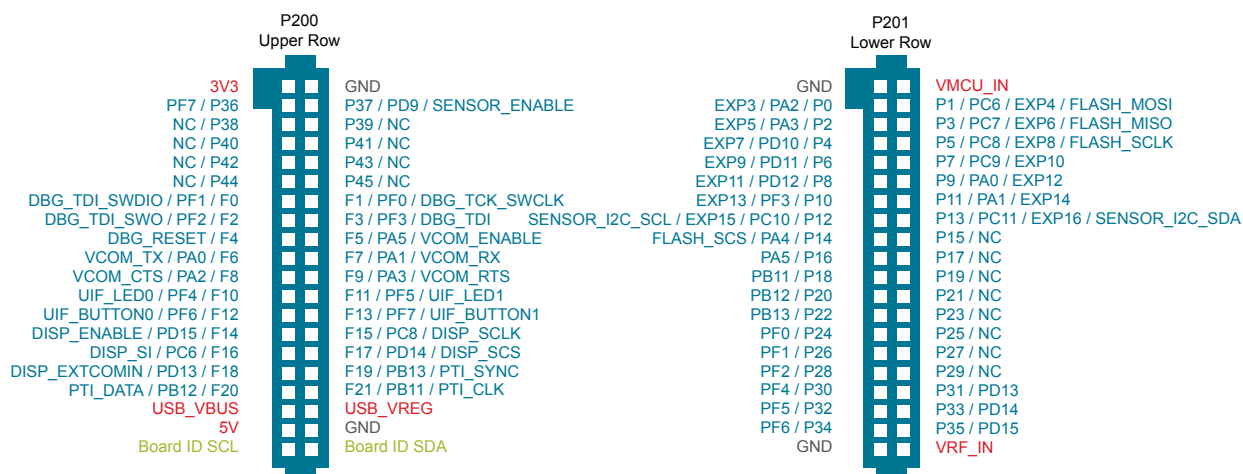 P200
Upper Row
3V3 GND
PF7 / P36 P37 / PD9 / SENSOR_ENABLE
NC / P38 P39 / NC
NC / P40 P41 / NC
NC / P42 P43 / NC
NC / P44 P45 / NC
DBG_TDI_SWDIO / PF1 / F0 F1 / PF0 / DBG_TCK_SWCLK
DBG_TDI_SWO / PF2 / F2 F3 / PF3 / DBG_TDI
DBG_RESET / F4 F5 / PA5 / VCOM_ENABLE
VCOM_TX / PA0 / F6 F7 / PA1 / VCOM_RX
VCOM_CTS / PA2 / F8 F9 / PA3 / VCOM_RTS
UIF_LED0 / PF4 / F10 F11 / PF5 / UIF_LED1
UIF_BUTTON0 / PF6 / F12 F13 / PF7 / UIF_BUTTON1
DISP_ENABLE / PD15 / F14 F15 / PC8 / DISP_SCLK
DISP_SI / PC6 / F16 F17 / PD14 / DISP_SCS
DISP_EXTCOMIN / PD13 / F18 F19 / PB13 / PTI_SYNC
PTI_DATA / PB12 / F20 F21 / PB11 / PTI_CLK
USB_VBUS USB_VREG
5V GND
Board ID SCL Board ID SDA
P201
Lower Row
GND VMCU_IN
EXP3 / PA2 / P0 P1 / PC6 / EXP4 / FLASH_MOSI
EXP5 / PA3 / P2 P3 / PC7 / EXP6 / FLASH_MISO
EXP7 / PD10 / P4 P5 / PC8 / EXP8 / FLASH_SCLK
EXP9 / PD11 / P6 P7 / PC9 / EXP10
EXP11 / PD12 / P8 P9 / PA0 / EXP12
EXP13 / PF3 / P10 P11 / PA1 / EXP14
SENSOR_I2C_SCL / EXP15 / PC10 / P12 P13 / PC11 / EXP16 / SENSOR_I2C_SDA
FLASH_SCS / PA4 / P14 P15 / NC
PA5 / P16 P17 / NC
PB11 / P18 P19 / NC
PB12 / P20 P21 / NC
PB13 / P22 P23 / NC
PF0 / P24 P25 / NC
PF1 / P26 P27 / NC
PF2 / P28 P29 / NC
PF4 / P30 P31 / PD13
PF5 / P32 P33 / PD14
PF6 / P34 P35 / PD15
GND VRF_IN